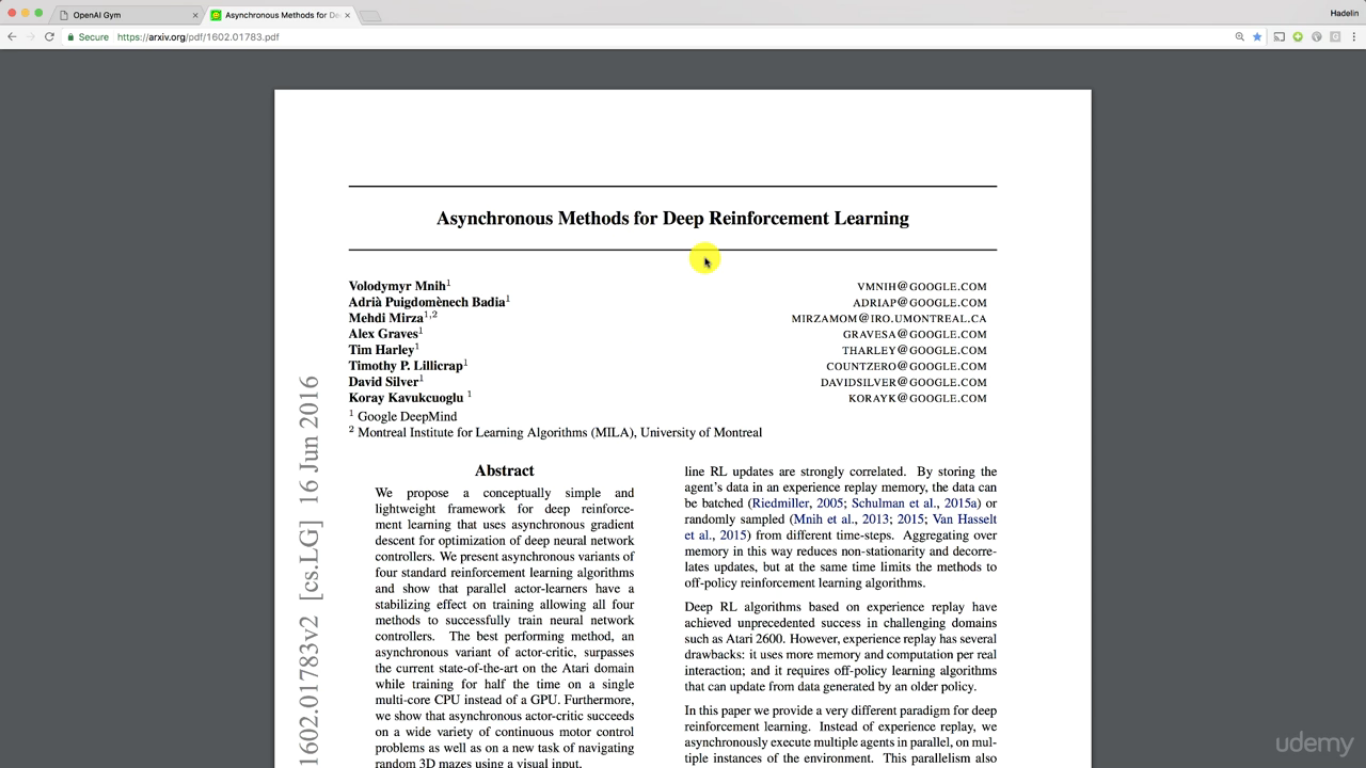 OpenAI Gym
Asynchronous Methods for De
Hadelin
Secure https://arxiv.org/pdf/1602.01783.pdf
Asynchronous Methods for Deep Reinforcement Learning
Volodymyr Mnih1 VMNIH@GOOGLE.COM
Adrià Puigdomènech Badia1 ADRIAP@GOOGLE.COM
Mehdi Mirza1,2 MIRZAMOM@IRO.UMONTREAL.CA
Alex Graves1 GRAVESA@GOOGLE.COM
Tim Harley1 THARLEY@GOOGLE.COM
Timothy P. Lillicrap1 COUNTZERO@GOOGLE.COM
David Silver1 DAVIDSILVER@GOOGLE.COM
Koray Kavukcuoglu 1 KORAYK@GOOGLE.COM
1 Google DeepMind
2 Montreal Institute for Learning Algorithms (MILA), University of Montreal
1602.01783v2 [cs.LG] 16 Jun 2016
Abstract
We propose a conceptually simple and
lightweight framework for deep reinforce-
ment learning that uses asynchronous gradient
descent for optimization of deep neural network
controllers. We present asynchronous variants of
four standard reinforcement learning algorithms
and show that parallel actor-learners have a
stabilizing effect on training allowing all four
methods to successfully train neural network
controllers. The best performing method, an
asynchronous variant of actor-critic, surpasses
the current state-of-the-art on the Atari domain
while training for half the time on a single
multi-core CPU instead of a GPU. Furthermore,
we show that asynchronous actor-critic succeeds
on a wide variety of continuous motor control
problems as well as on a new task of navigating
random 3D mazes using a visual input.
line RL updates are strongly correlated. By storing the
agent's data in an experience replay memory, the data can
be batched (Riedmiller, 2005; Schulman et al., 2015a) or
randomly sampled (Mnih et al., 2013; 2015; Van Hasselt
et al., 2015) from different time-steps. Aggregating over
memory in this way reduces non-stationarity and decorre-
lates updates, but at the same time limits the methods to
off-policy reinforcement learning algorithms.
Deep RL algorithms based on experience replay have
achieved unprecedented success in challenging domains
such as Atari 2600. However, experience replay has several
drawbacks: it uses more memory and computation per real
interaction; and it requires off-policy learning algorithms
that can update from data generated by an older policy.
In this paper we provide a very different paradigm for deep
reinforcement learning. Instead of experience replay, we
asynchronously execute multiple agents in parallel, on mul-
tiple instances of the environment. This parallelism also
udemy